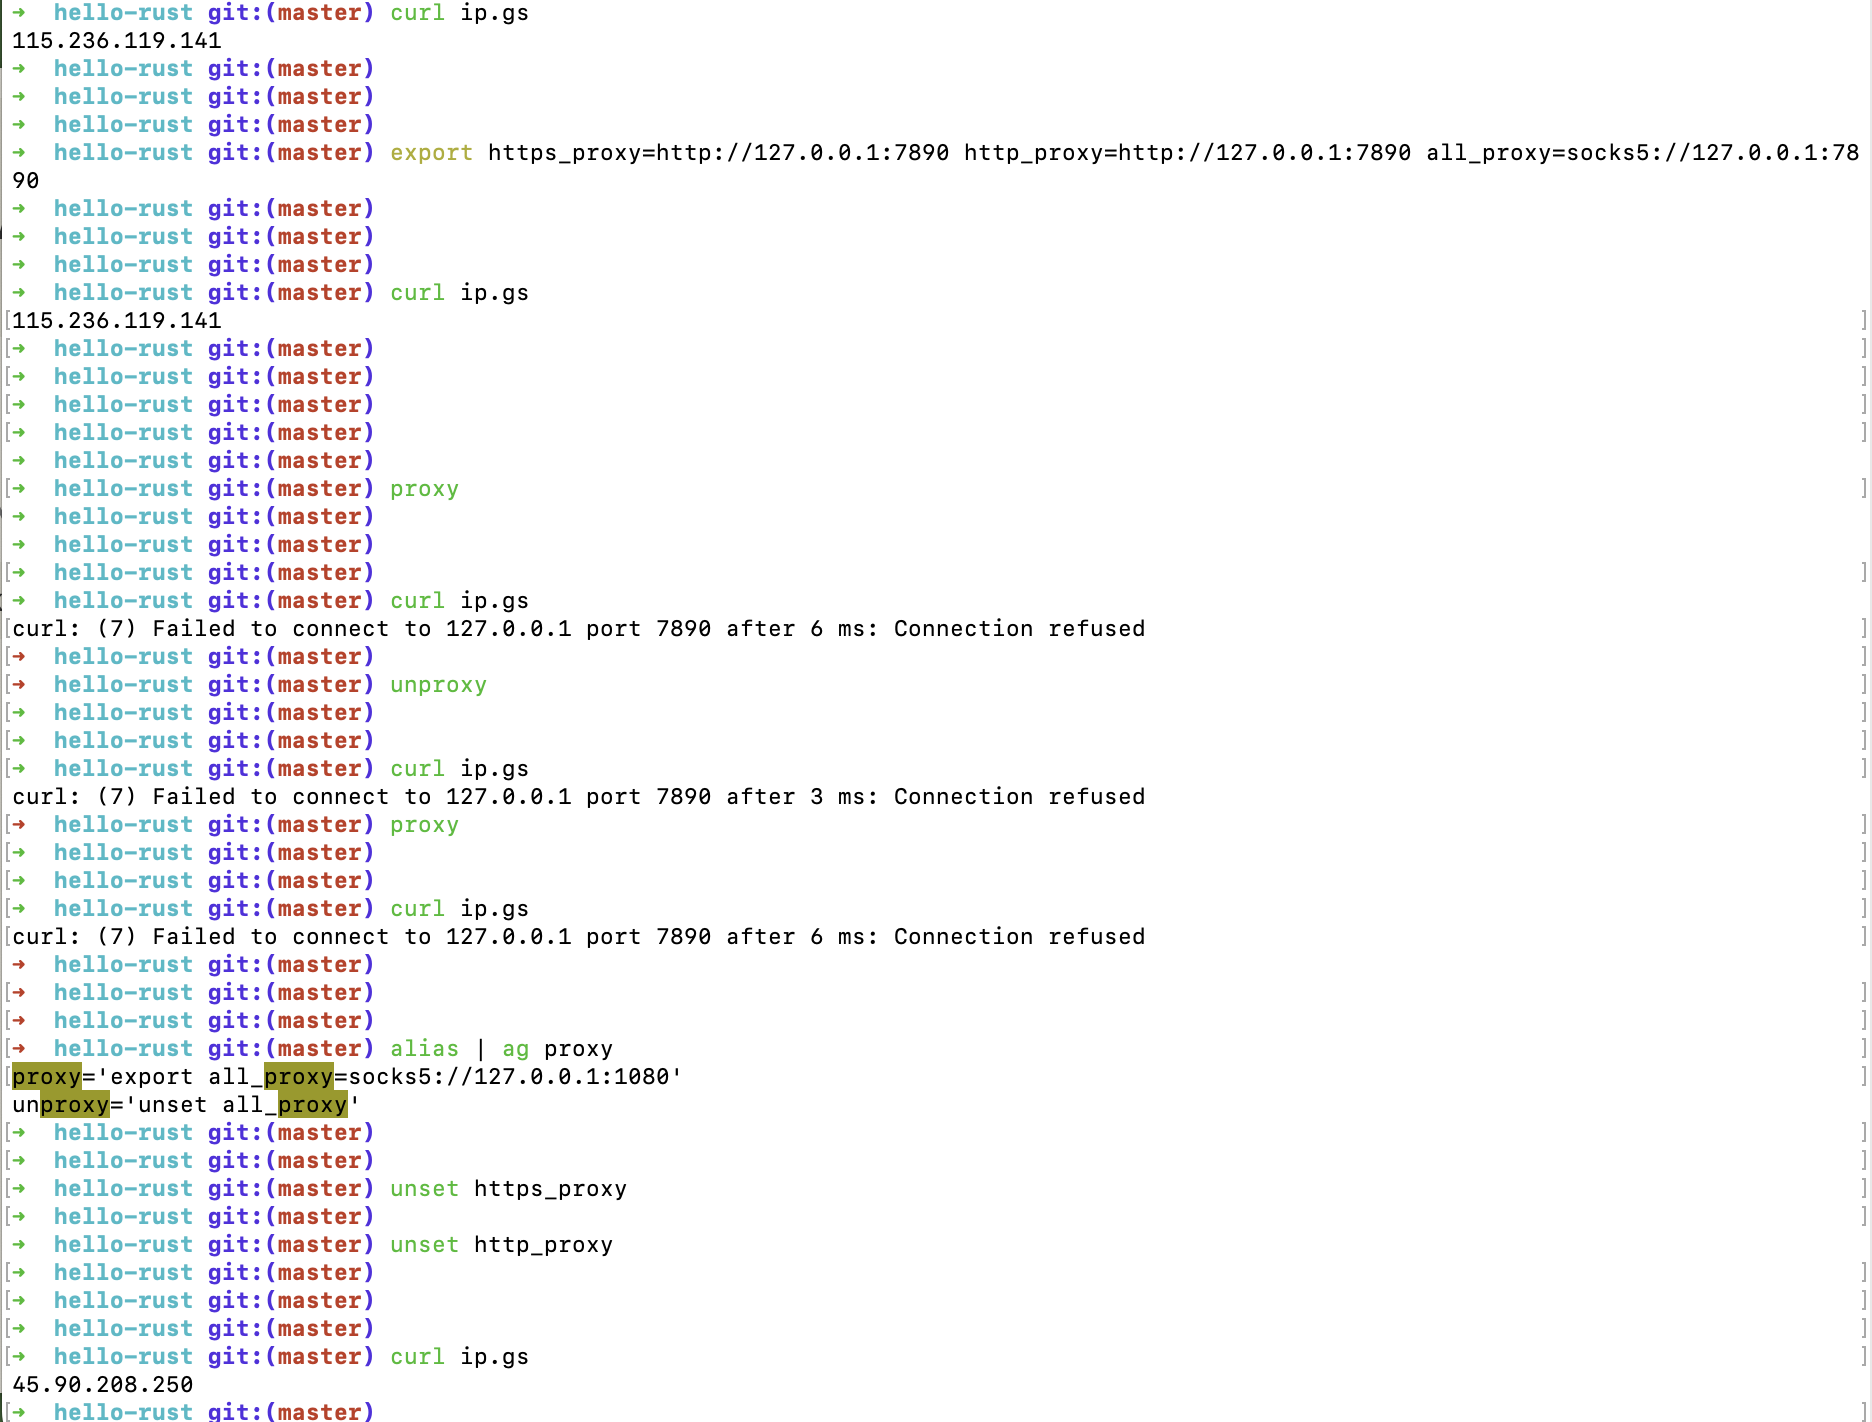 →  hello-rust git:(master) curl ip.gs
115.236.119.141
→  hello-rust git:(master)
→  hello-rust git:(master)
→  hello-rust git:(master)
→  hello-rust git:(master) export https_proxy=http://127.0.0.1:7890 http_proxy=http://127.0.0.1:7890 all_proxy=socks5://127.0.0.1:78
90
→  hello-rust git:(master)
→  hello-rust git:(master)
→  hello-rust git:(master)
→  hello-rust git:(master) curl ip.gs
[115.236.119.141 ]
[→  hello-rust git:(master) ]
[→  hello-rust git:(master) ]
[→  hello-rust git:(master) ]
[→  hello-rust git:(master) ]
→  hello-rust git:(master)
[→  hello-rust git:(master) proxy ]
→  hello-rust git:(master)
→  hello-rust git:(master)
[→  hello-rust git:(master) ]
→  hello-rust git:(master) curl ip.gs
[curl: (7) Failed to connect to 127.0.0.1 port 7890 after 6 ms: Connection refused ]
[→  hello-rust git:(master) ]
[→  hello-rust git:(master) unproxy ]
[→  hello-rust git:(master) ]
[→  hello-rust git:(master) ]
[→  hello-rust git:(master) curl ip.gs ]
curl: (7) Failed to connect to 127.0.0.1 port 7890 after 3 ms: Connection refused
[→  hello-rust git:(master) proxy ]
[→  hello-rust git:(master) ]
[→  hello-rust git:(master) ]
[→  hello-rust git:(master) curl ip.gs ]
[curl: (7) Failed to connect to 127.0.0.1 port 7890 after 6 ms: Connection refused ]
→  hello-rust git:(master)
[→  hello-rust git:(master) ]
[→  hello-rust git:(master) ]
[→  hello-rust git:(master) alias | ag proxy ]
[proxy='export all_proxy=socks5://127.0.0.1:1080' ]
unproxy='unset all_proxy'
[→  hello-rust git:(master) ]
[→  hello-rust git:(master) ]
[→  hello-rust git:(master) unset https_proxy ]
[→  hello-rust git:(master) ]
→  hello-rust git:(master) unset http_proxy
[→  hello-rust git:(master) ]
[→  hello-rust git:(master) ]
[→  hello-rust git:(master) ]
[→  hello-rust git:(master) curl ip.gs ]
45.90.208.250
[→  hello-rust git:(master) ]